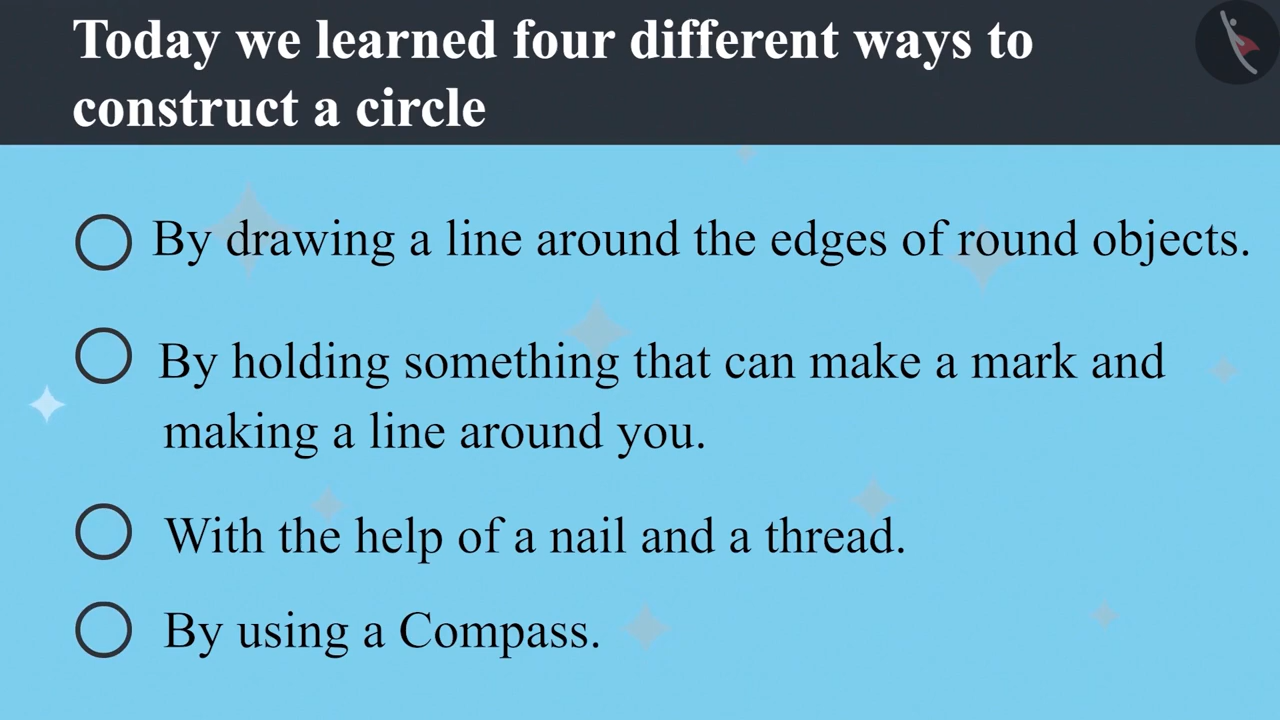 Today we learned four different ways to
construct a circle
By drawing a line around the edges of round objects.
By holding something that can make a mark and
making a line around you.
With the help of a nail and a thread.
By using a Compass.